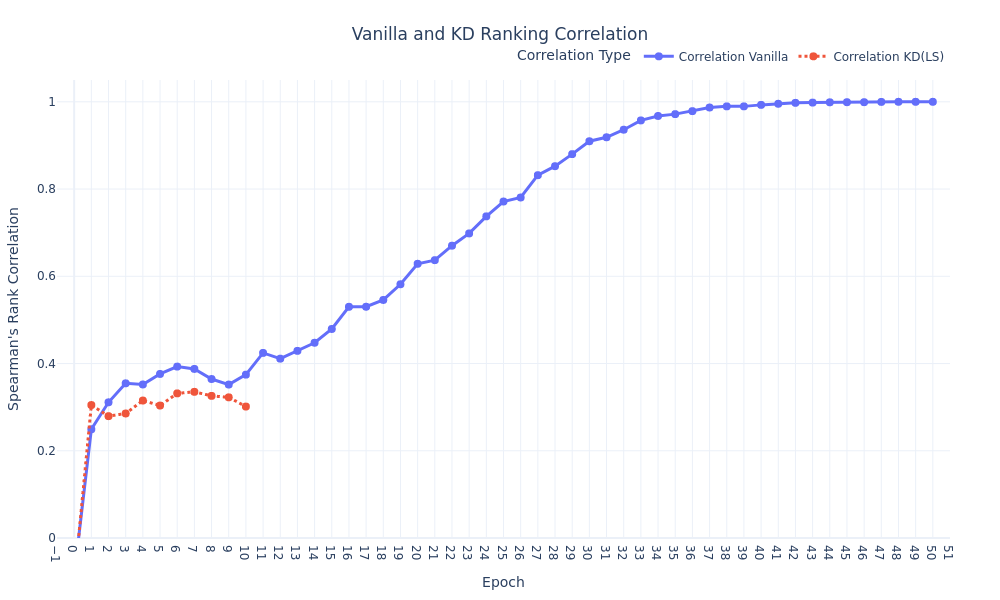 Vanilla and KD Ranking Correlation
Correlation Type Correlation Vanilla Correlation KD(LS)
Spearman's Rank Correlation
1
0.8
0.6
0.4
0.2
0
−1 0 1 2 3 4 5 6 7 8 9 10 11 12 13 14 15 16 17 18 19 20 21 22 23 24 25 26 27 28 29 30 31 32 33 34 35 36 37 38 39 40 41 42 43 44 45 46 47 48 49 50 51
Epoch